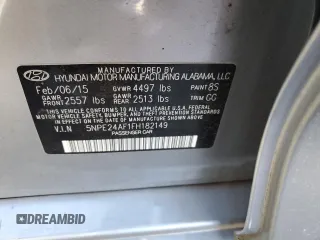 MANUFACTURED BY
HYUNDAI MOTOR MANUFACTURING ALABAMA, LLC
Feb/06/15 GVWR 4497 lbs PAINT 8S
GAWR FRONT 2557 lbs GAWR REAR 2513 lbs TRIM GG
THIS VEHICLE CONFORMS TO ALL APPLICABLE FEDERAL MOTOR
VEHICLE SAFETY, BUMPER, AND THEFT PREVENTION STANDARDS
IN EFFECT ON THE DATE OF MANUFACTURE SHOWN ABOVE.
V.I.N 5NPE24AF1FH182149
PASSENGER CAR